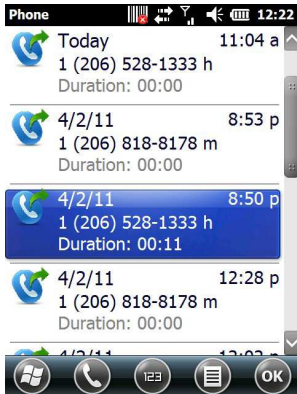 Phone 12:22
Today 11:04 a
1 (206) 528-1333 h
Duration: 00:00
4/2/11 8:53 p
1 (206) 818-8178 m
Duration: 00:00
4/2/11 8:50 p
1 (206) 528-1333 h
Duration: 00:11
4/2/11 12:28 p
1 (206) 818-8178 m
Duration: 00:00
123 OK